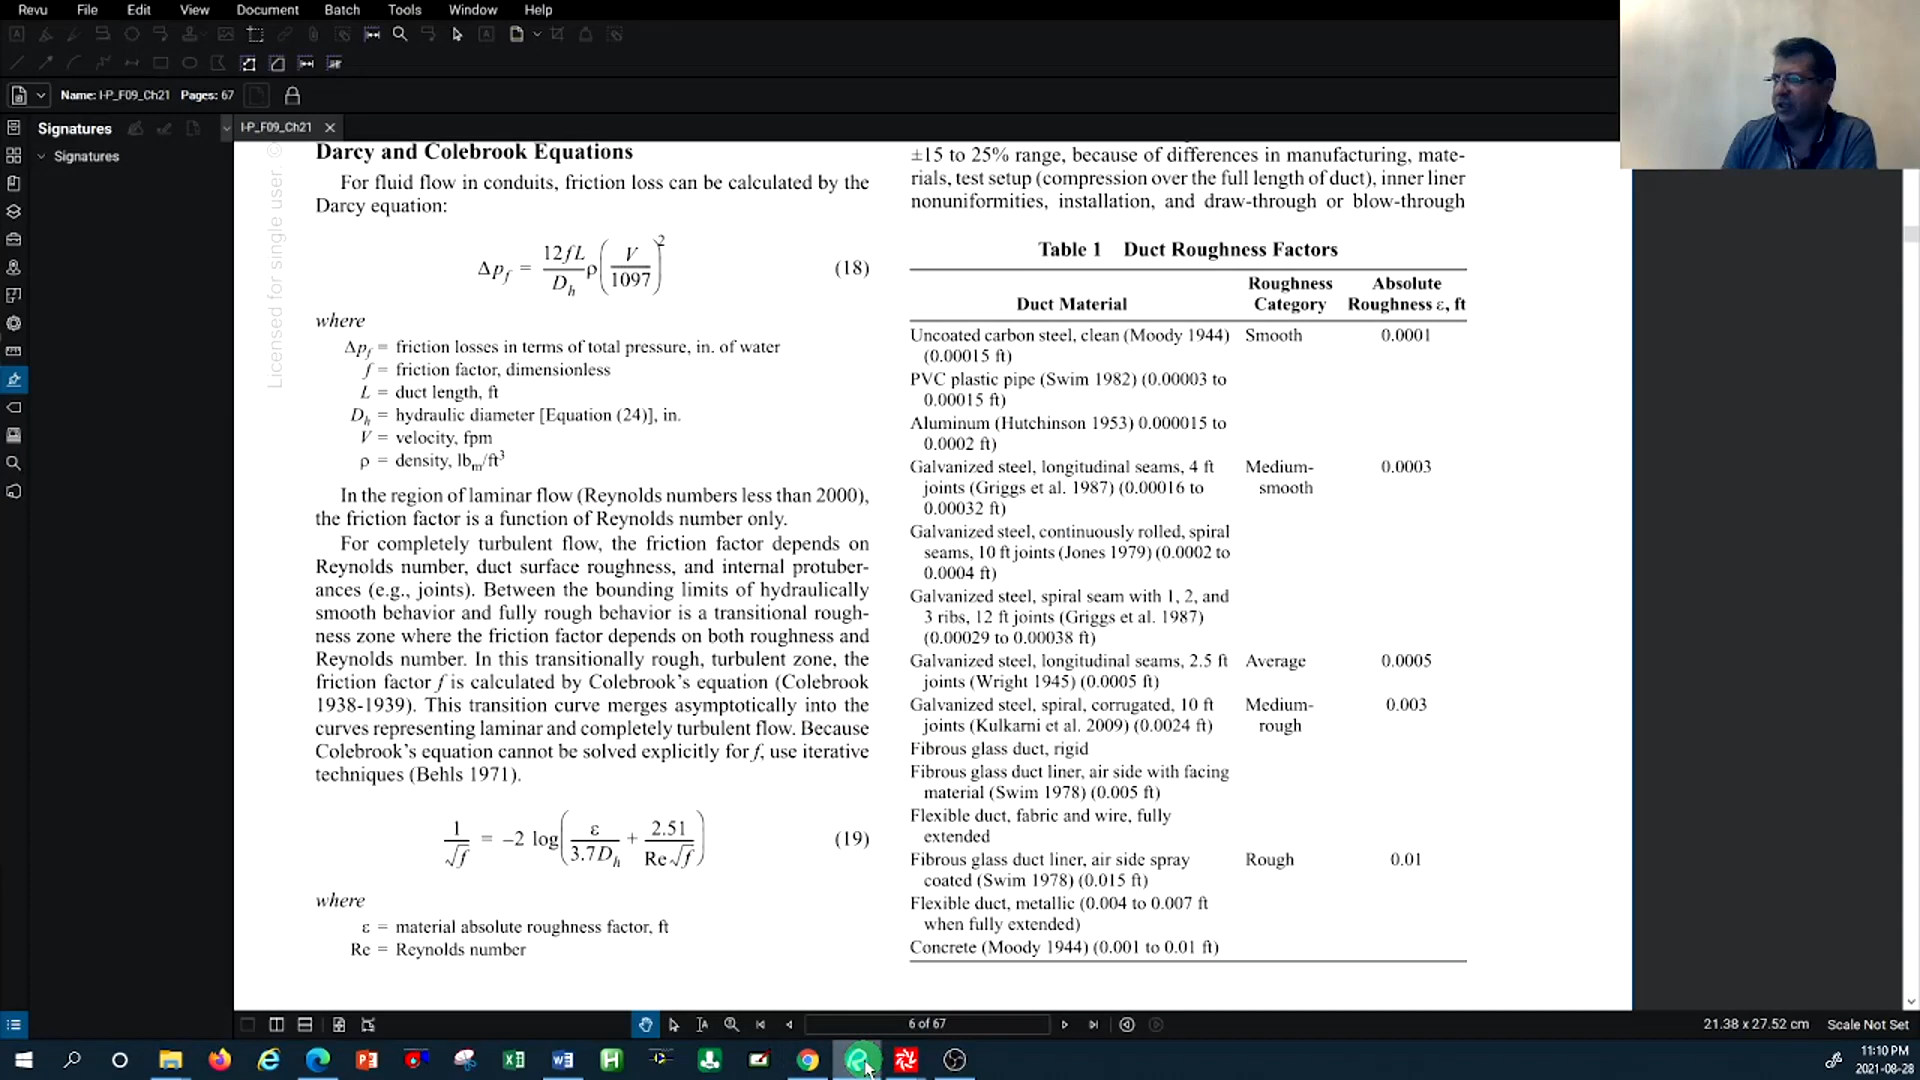 Revu File Edit View Document Batch Tools Window Help
Name: I-P_F09_Ch21 Pages: 67
Signatures
I-P_F09_Ch21
Signatures
Licensed for single user. ©
Darcy and Colebrook Equations
For fluid flow in conduits, friction loss can be calculated by the
Darcy equation:
Δp_f = 12fL/D_h ρ (V/1097)^2 (18)
where
Δp_f = friction losses in terms of total pressure, in. of water
f = friction factor, dimensionless
L = duct length, ft
D_h = hydraulic diameter [Equation (24)], in.
V = velocity, fpm
ρ = density, lb_m/ft³
In the region of laminar flow (Reynolds numbers less than 2000),
the friction factor is a function of Reynolds number only.
For completely turbulent flow, the friction factor depends on
Reynolds number, duct surface roughness, and internal protuber-
ances (e.g., joints). Between the bounding limits of hydraulically
smooth behavior and fully rough behavior is a transitional rough-
ness zone where the friction factor depends on both roughness and
Reynolds number. In this transitionally rough, turbulent zone, the
friction factor f is calculated by Colebrook's equation (Colebrook
1938-1939). This transition curve merges asymptotically into the
curves representing laminar and completely turbulent flow. Because
Colebrook's equation cannot be solved explicitly for f, use iterative
techniques (Behls 1971).
1/√f = –2 log(ε/3.7D_h + 2.51/Re√f) (19)
where
ε = material absolute roughness factor, ft
Re = Reynolds number
±15 to 25% range, because of differences in manufacturing, mate-
rials, test setup (compression over the full length of duct), inner liner
nonuniformities, installation, and draw-through or blow-through
Table 1 Duct Roughness Factors
Duct Material Roughness Category Absolute Roughness ε, ft
Uncoated carbon steel, clean (Moody 1944) Smooth 0.0001
(0.00015 ft)
PVC plastic pipe (Swim 1982) (0.00003 to
0.00015 ft)
Aluminum (Hutchinson 1953) 0.000015 to
0.0002 ft)
Galvanized steel, longitudinal seams, 4 ft Medium- 0.0003
joints (Griggs et al. 1987) (0.00016 to smooth
0.00032 ft)
Galvanized steel, continuously rolled, spiral
seams, 10 ft joints (Jones 1979) (0.0002 to
0.0004 ft)
Galvanized steel, spiral seam with 1, 2, and
3 ribs, 12 ft joints (Griggs et al. 1987)
(0.00029 to 0.00038 ft)
Galvanized steel, longitudinal seams, 2.5 ft Average 0.0005
joints (Wright 1945) (0.0005 ft)
Galvanized steel, spiral, corrugated, 10 ft Medium- 0.003
joints (Kulkarni et al. 2009) (0.0024 ft) rough
Fibrous glass duct, rigid
Fibrous glass duct liner, air side with facing
material (Swim 1978) (0.005 ft)
Flexible duct, fabric and wire, fully
extended
Fibrous glass duct liner, air side spray Rough 0.01
coated (Swim 1978) (0.015 ft)
Flexible duct, metallic (0.004 to 0.007 ft
when fully extended)
Concrete (Moody 1944) (0.001 to 0.01 ft)
6 of 67
21.38 x 27.52 cm Scale Not Set
11:10 PM
2021-08-28